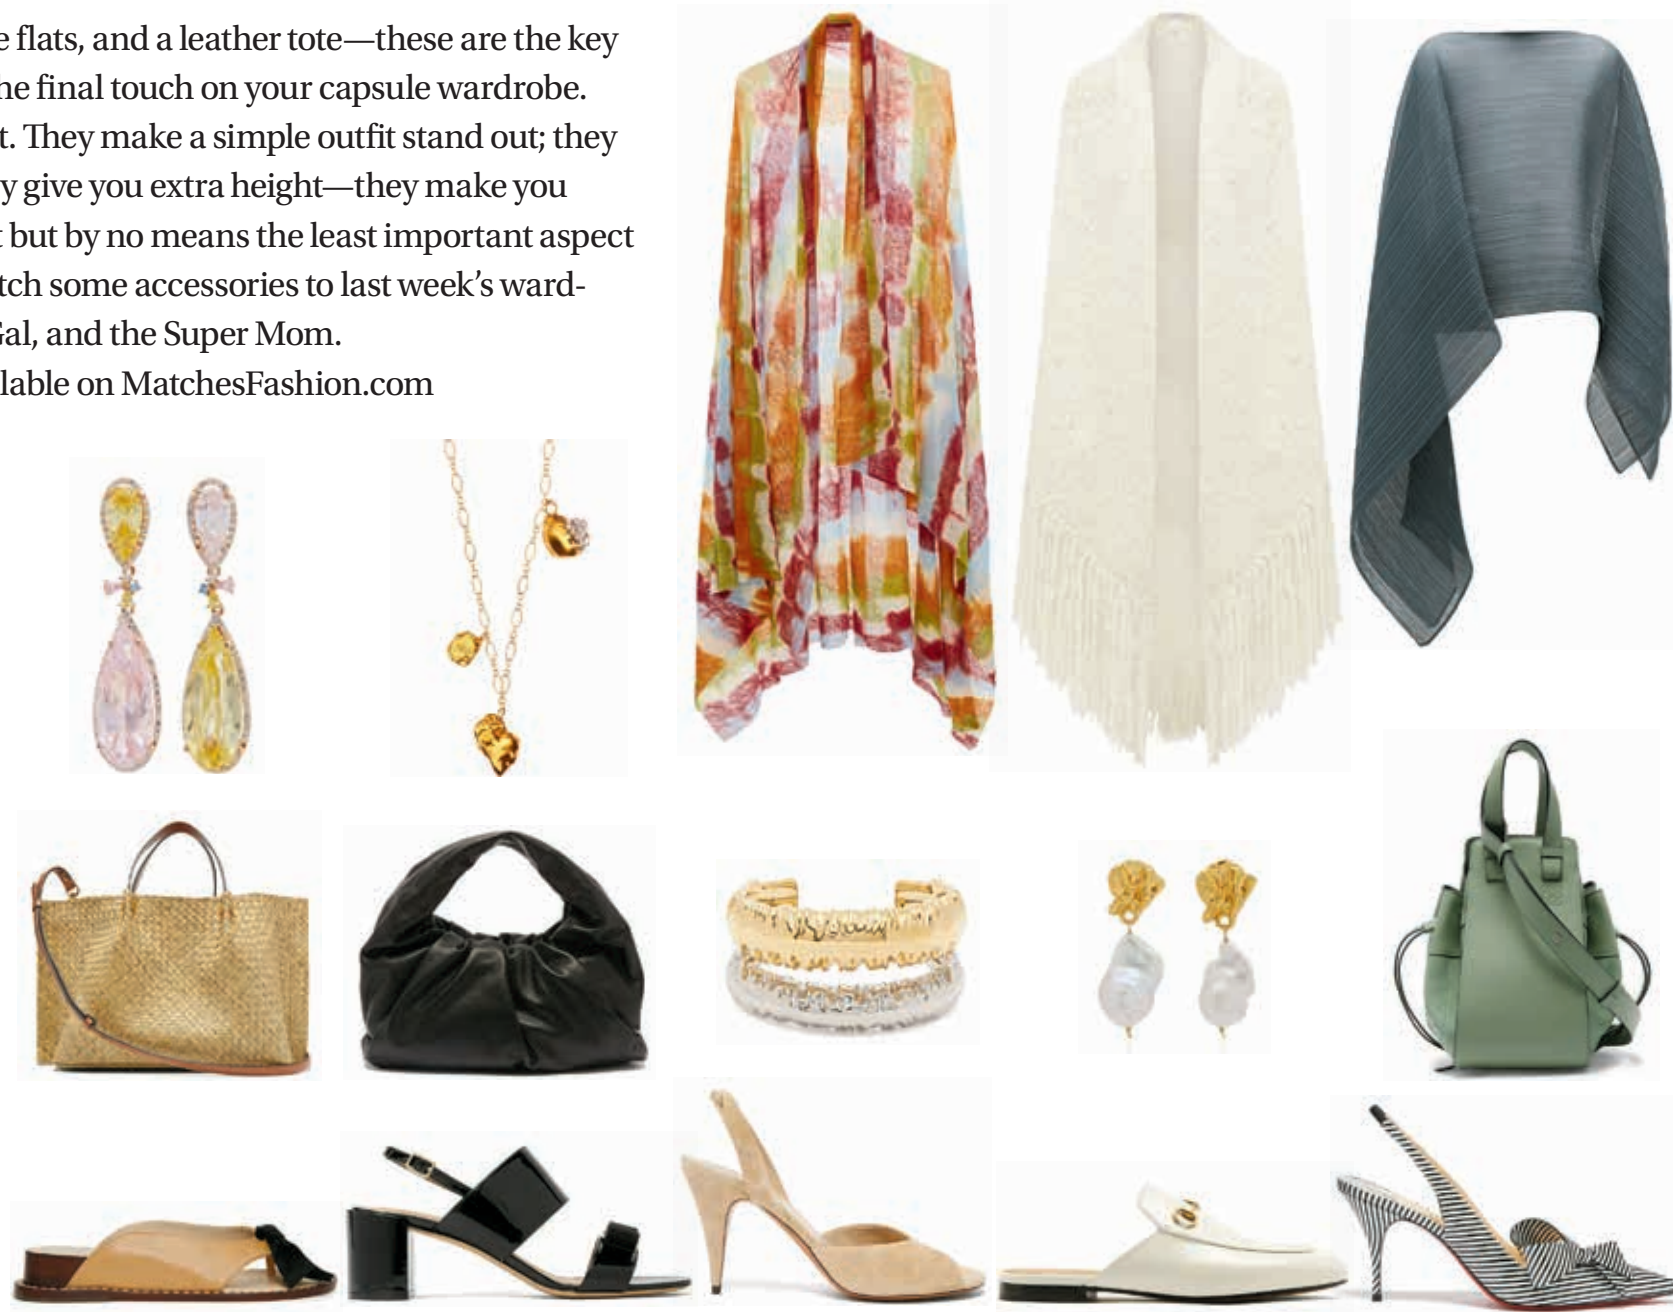 e flats, and a leather tote—these are the key
he final touch on your capsule wardrobe.
t. They make a simple outfit stand out; they
y give you extra height—they make you
t but by no means the least important aspect
tch some accessories to last week’s ward-
Gal, and the Super Mom.
lable on MatchesFashion.com